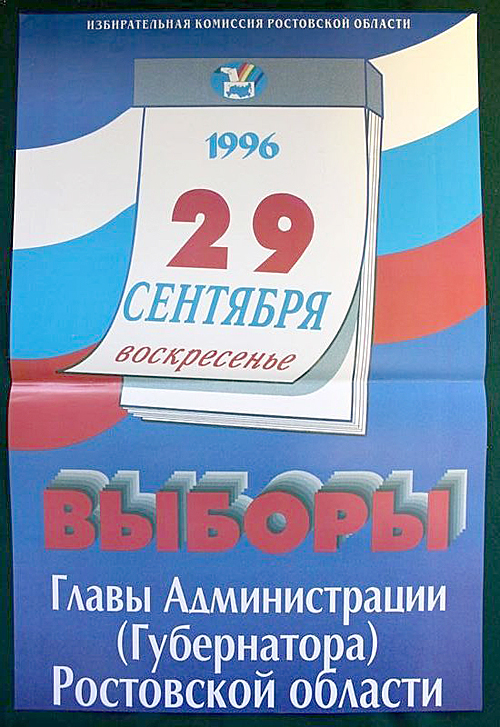 ИЗБИРАТЕЛЬНАЯ КОМИССИЯ РОСТОВСКОЙ ОБЛАСТИ
1996
29
СЕНТЯБРЯ
воскресенье
ВЫБОРЫ
Главы Администрации
(Губернатора)
Ростовской области